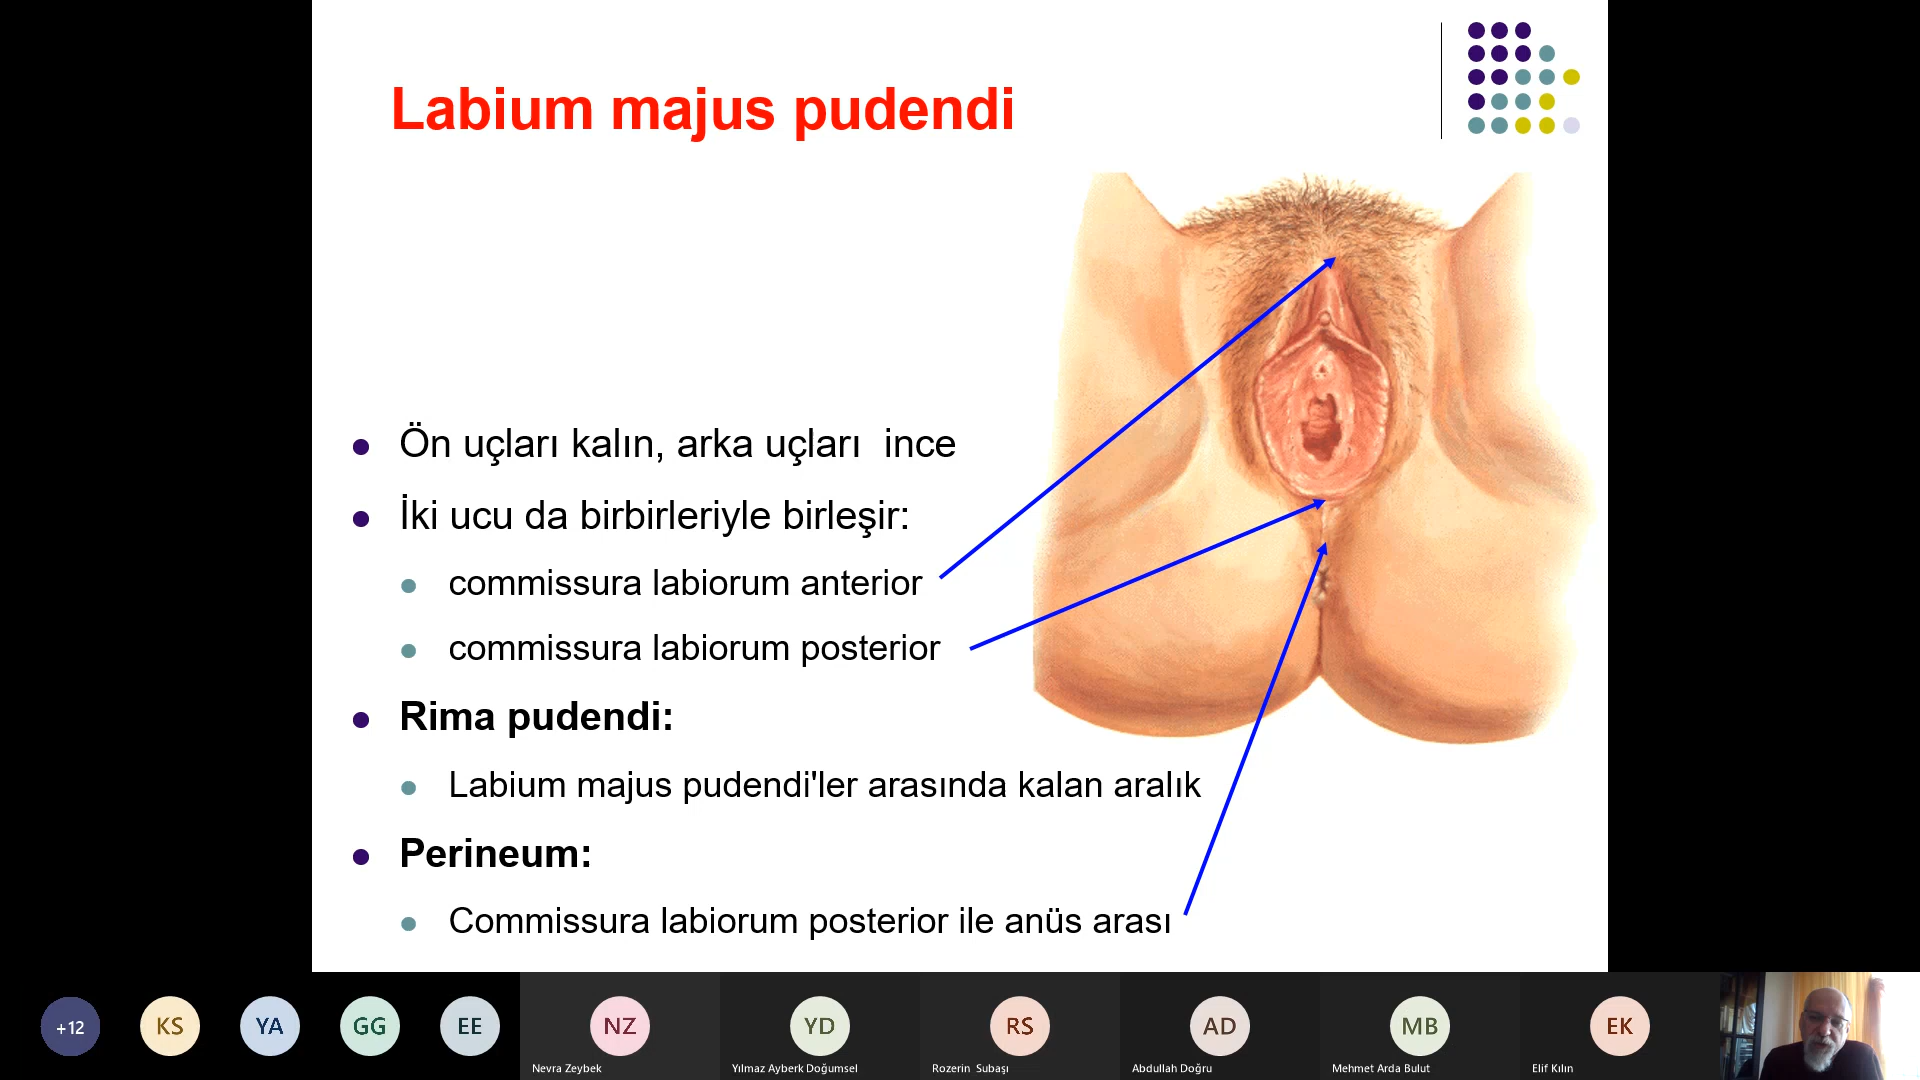 Labium majus pudendi
Ön uçları kalın, arka uçları ince
İki ucu da birbirleriyle birleşir:
commissura labiorum anterior
commissura labiorum posterior
Rima pudendi:
Labium majus pudendi'ler arasında kalan aralık
Perineum:
Commissura labiorum posterior ile anüs arası
+12
KS
YA
GG
EE
NZ
YD
RS
AD
MB
EK
Nevra Zeybek
Yılmaz Ayberk Doğumsel
Rozerin Subaşı
Abdullah Doğru
Mehmet Arda Bulut
Elif Kılın